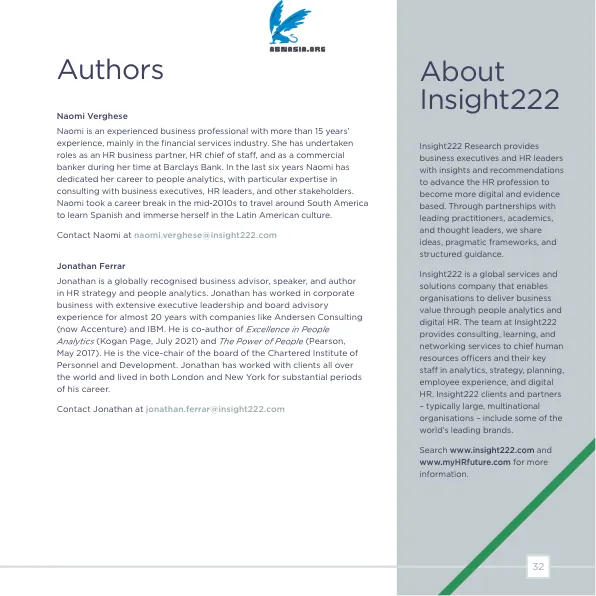 ABNASIA.ORG
Authors
Naomi Verghese
Naomi is an experienced business professional with more than 15 years’
experience, mainly in the financial services industry. She has undertaken
roles as an HR business partner, HR chief of staff, and as a commercial
banker during her time at Barclays Bank. In the last six years Naomi has
dedicated her career to people analytics, with particular expertise in
consulting with business executives, HR leaders, and other stakeholders.
Naomi took a career break in the mid-2010s to travel around South America
to learn Spanish and immerse herself in the Latin American culture.
Contact Naomi at naomi.verghese@insight222.com
Jonathan Ferrar
Jonathan is a globally recognised business advisor, speaker, and author
in HR strategy and people analytics. Jonathan has worked in corporate
business with extensive executive leadership and board advisory
experience for almost 20 years with companies like Andersen Consulting
(now Accenture) and IBM. He is co-author of Excellence in People
Analytics (Kogan Page, July 2021) and The Power of People (Pearson,
May 2017). He is the vice-chair of the board of the Chartered Institute of
Personnel and Development. Jonathan has worked with clients all over
the world and lived in both London and New York for substantial periods
of his career.
Contact Jonathan at jonathan.ferrar@insight222.com
About
Insight222
Insight222 Research provides
business executives and HR leaders
with insights and recommendations
to advance the HR profession to
become more digital and evidence
based. Through partnerships with
leading practitioners, academics,
and thought leaders, we share
ideas, pragmatic frameworks, and
structured guidance.
Insight222 is a global services and
solutions company that enables
organisations to deliver business
value through people analytics and
digital HR. The team at Insight222
provides consulting, learning, and
networking services to chief human
resources officers and their key
staff in analytics, strategy, planning,
employee experience, and digital
HR. Insight222 clients and partners
– typically large, multinational
organisations – include some of the
world’s leading brands.
Search www.insight222.com and
www.myHRfuture.com for more
information.
32